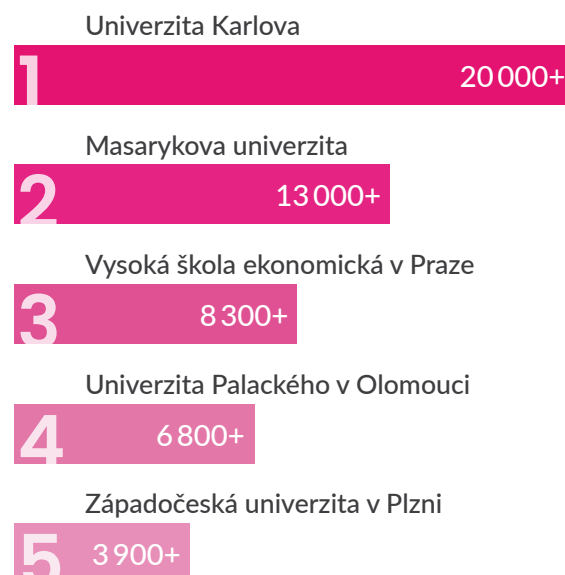 Univerzita Karlova
1 20 000+
Masarykova univerzita
2 13 000+
Vysoká škola ekonomická v Praze
3 8 300+
Univerzita Palackého v Olomouci
4 6 800+
Západočeská univerzita v Plzni
5 3 900+